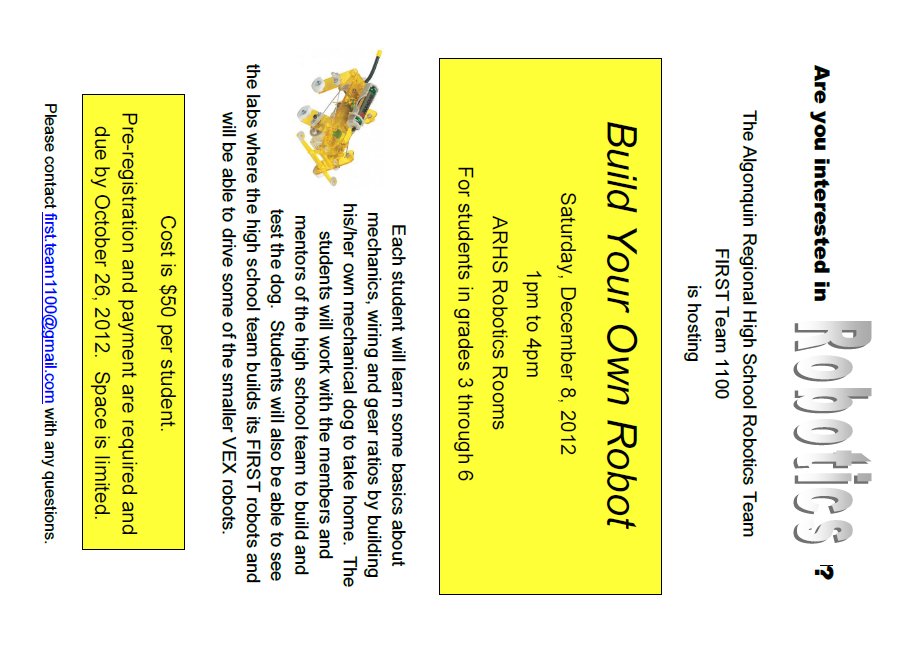 Are you interested in Robotics ?
The Algonquin Regional High School Robotics Team
FIRST Team 1100
is hosting
Build Your Own Robot
Saturday, December 8, 2012
1pm to 4pm
ARHS Robotics Rooms
For students in grades 3 through 6
Each student will learn some basics about
mechanics, wiring and gear ratios by building
his/her own mechanical dog to take home. The
students will work with the members and
mentors of the high school team to build and
test the dog. Students will also be able to see
the labs where the high school team builds its FIRST robots and
will be able to drive some of the smaller VEX robots.
Cost is $50 per student.
Pre-registration and payment are required and
due by October 26, 2012. Space is limited.
Please contact first.team1100@gmail.com with any questions.